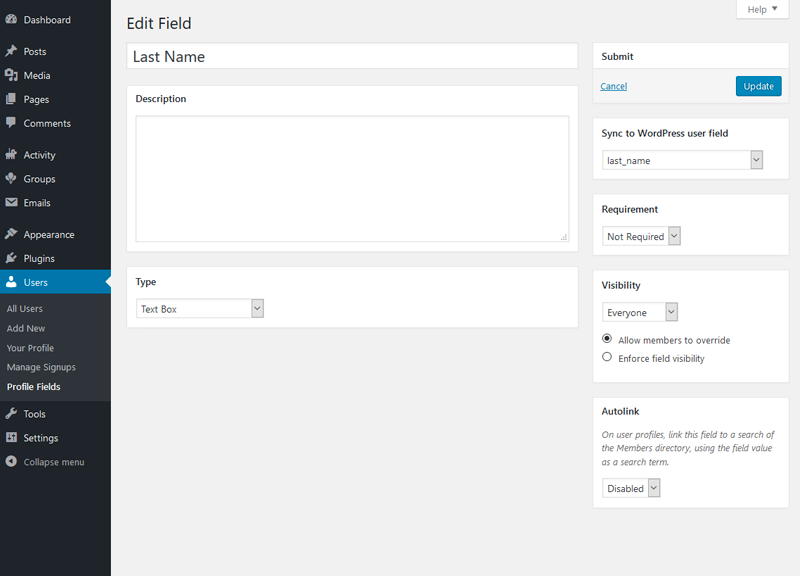 Dashboard
Posts
Media
Pages
Comments
Activity
Groups
Emails
Appearance
Plugins
Users
All Users
Add New
Your Profile
Manage Signups
Profile Fields
Tools
Settings
Collapse menu
Help
Edit Field
Last Name
Description
Type
Text Box
Submit
Cancel
Update
Sync to WordPress user field
last_name
Requirement
Not Required
Visibility
Everyone
Allow members to override
Enforce field visibility
Autolink
On user profiles, link this field to a search of
the Members directory, using the field value
as a search term.
Disabled